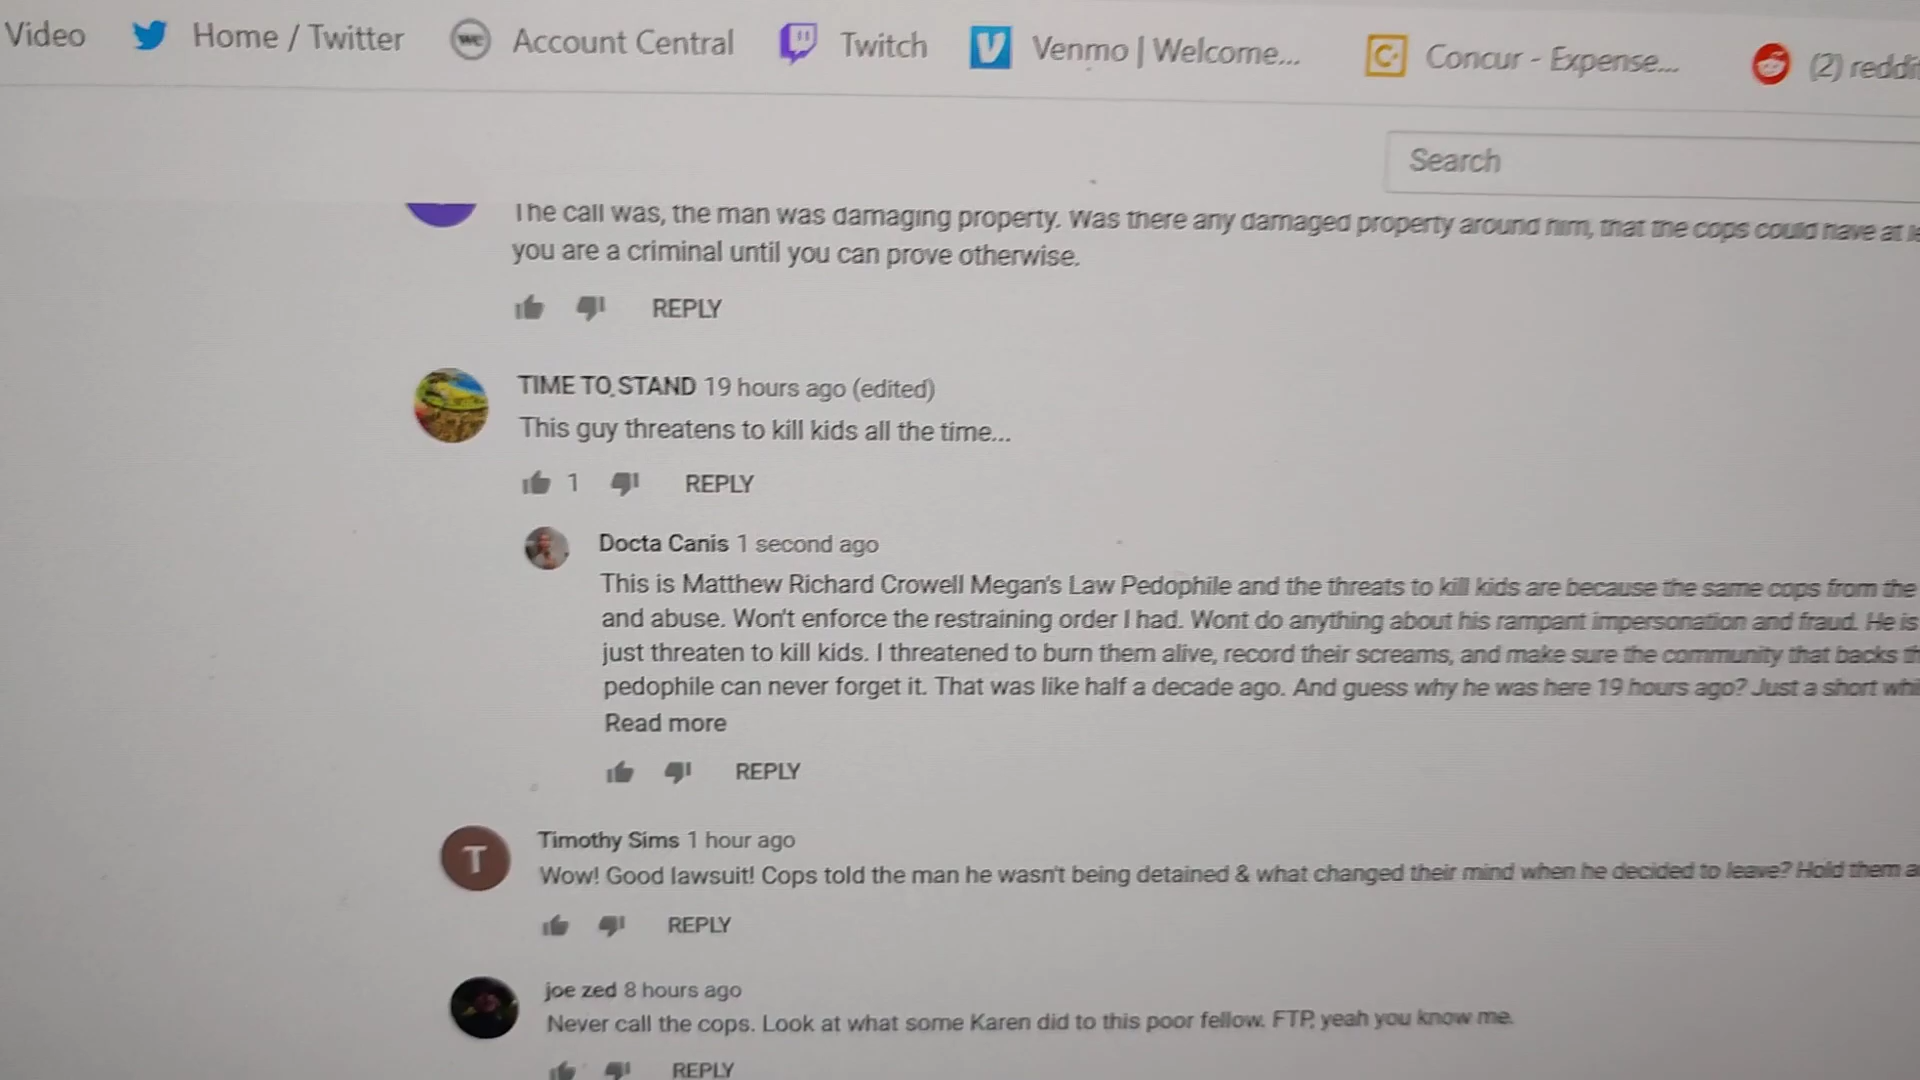 Video
Home / Twitter
Account Central
Twitch
Venmo | Welcome...
Concur - Expense...
(2) reddit
Search
The call was, the man was damaging property. Was there any damaged property around him, that the cops could have at
you are a criminal until you can prove otherwise.
REPLY
TIME TO STAND 19 hours ago (edited)
This guy threatens to kill kids all the time...
1 REPLY
Docta Canis 1 second ago
This is Matthew Richard Crowell Megan's Law Pedophile and the threats to kill kids are because the same cops from the
and abuse. Won't enforce the restraining order I had. Wont do anything about his rampant impersonation and fraud. He is
just threaten to kill kids. I threatened to burn them alive, record their screams, and make sure the community that backs
pedophile can never forget it. That was like half a decade ago. And guess why he was here 19 hours ago? Just a short
Read more
REPLY
T
Timothy Sims 1 hour ago
Wow! Good lawsuit! Cops told the man he wasn't being detained & what changed their mind when he decided to leave? Hold them
REPLY
joe zed 8 hours ago
Never call the cops. Look at what some Karen did to this poor fellow. FTP, yeah you know me.
REPLY